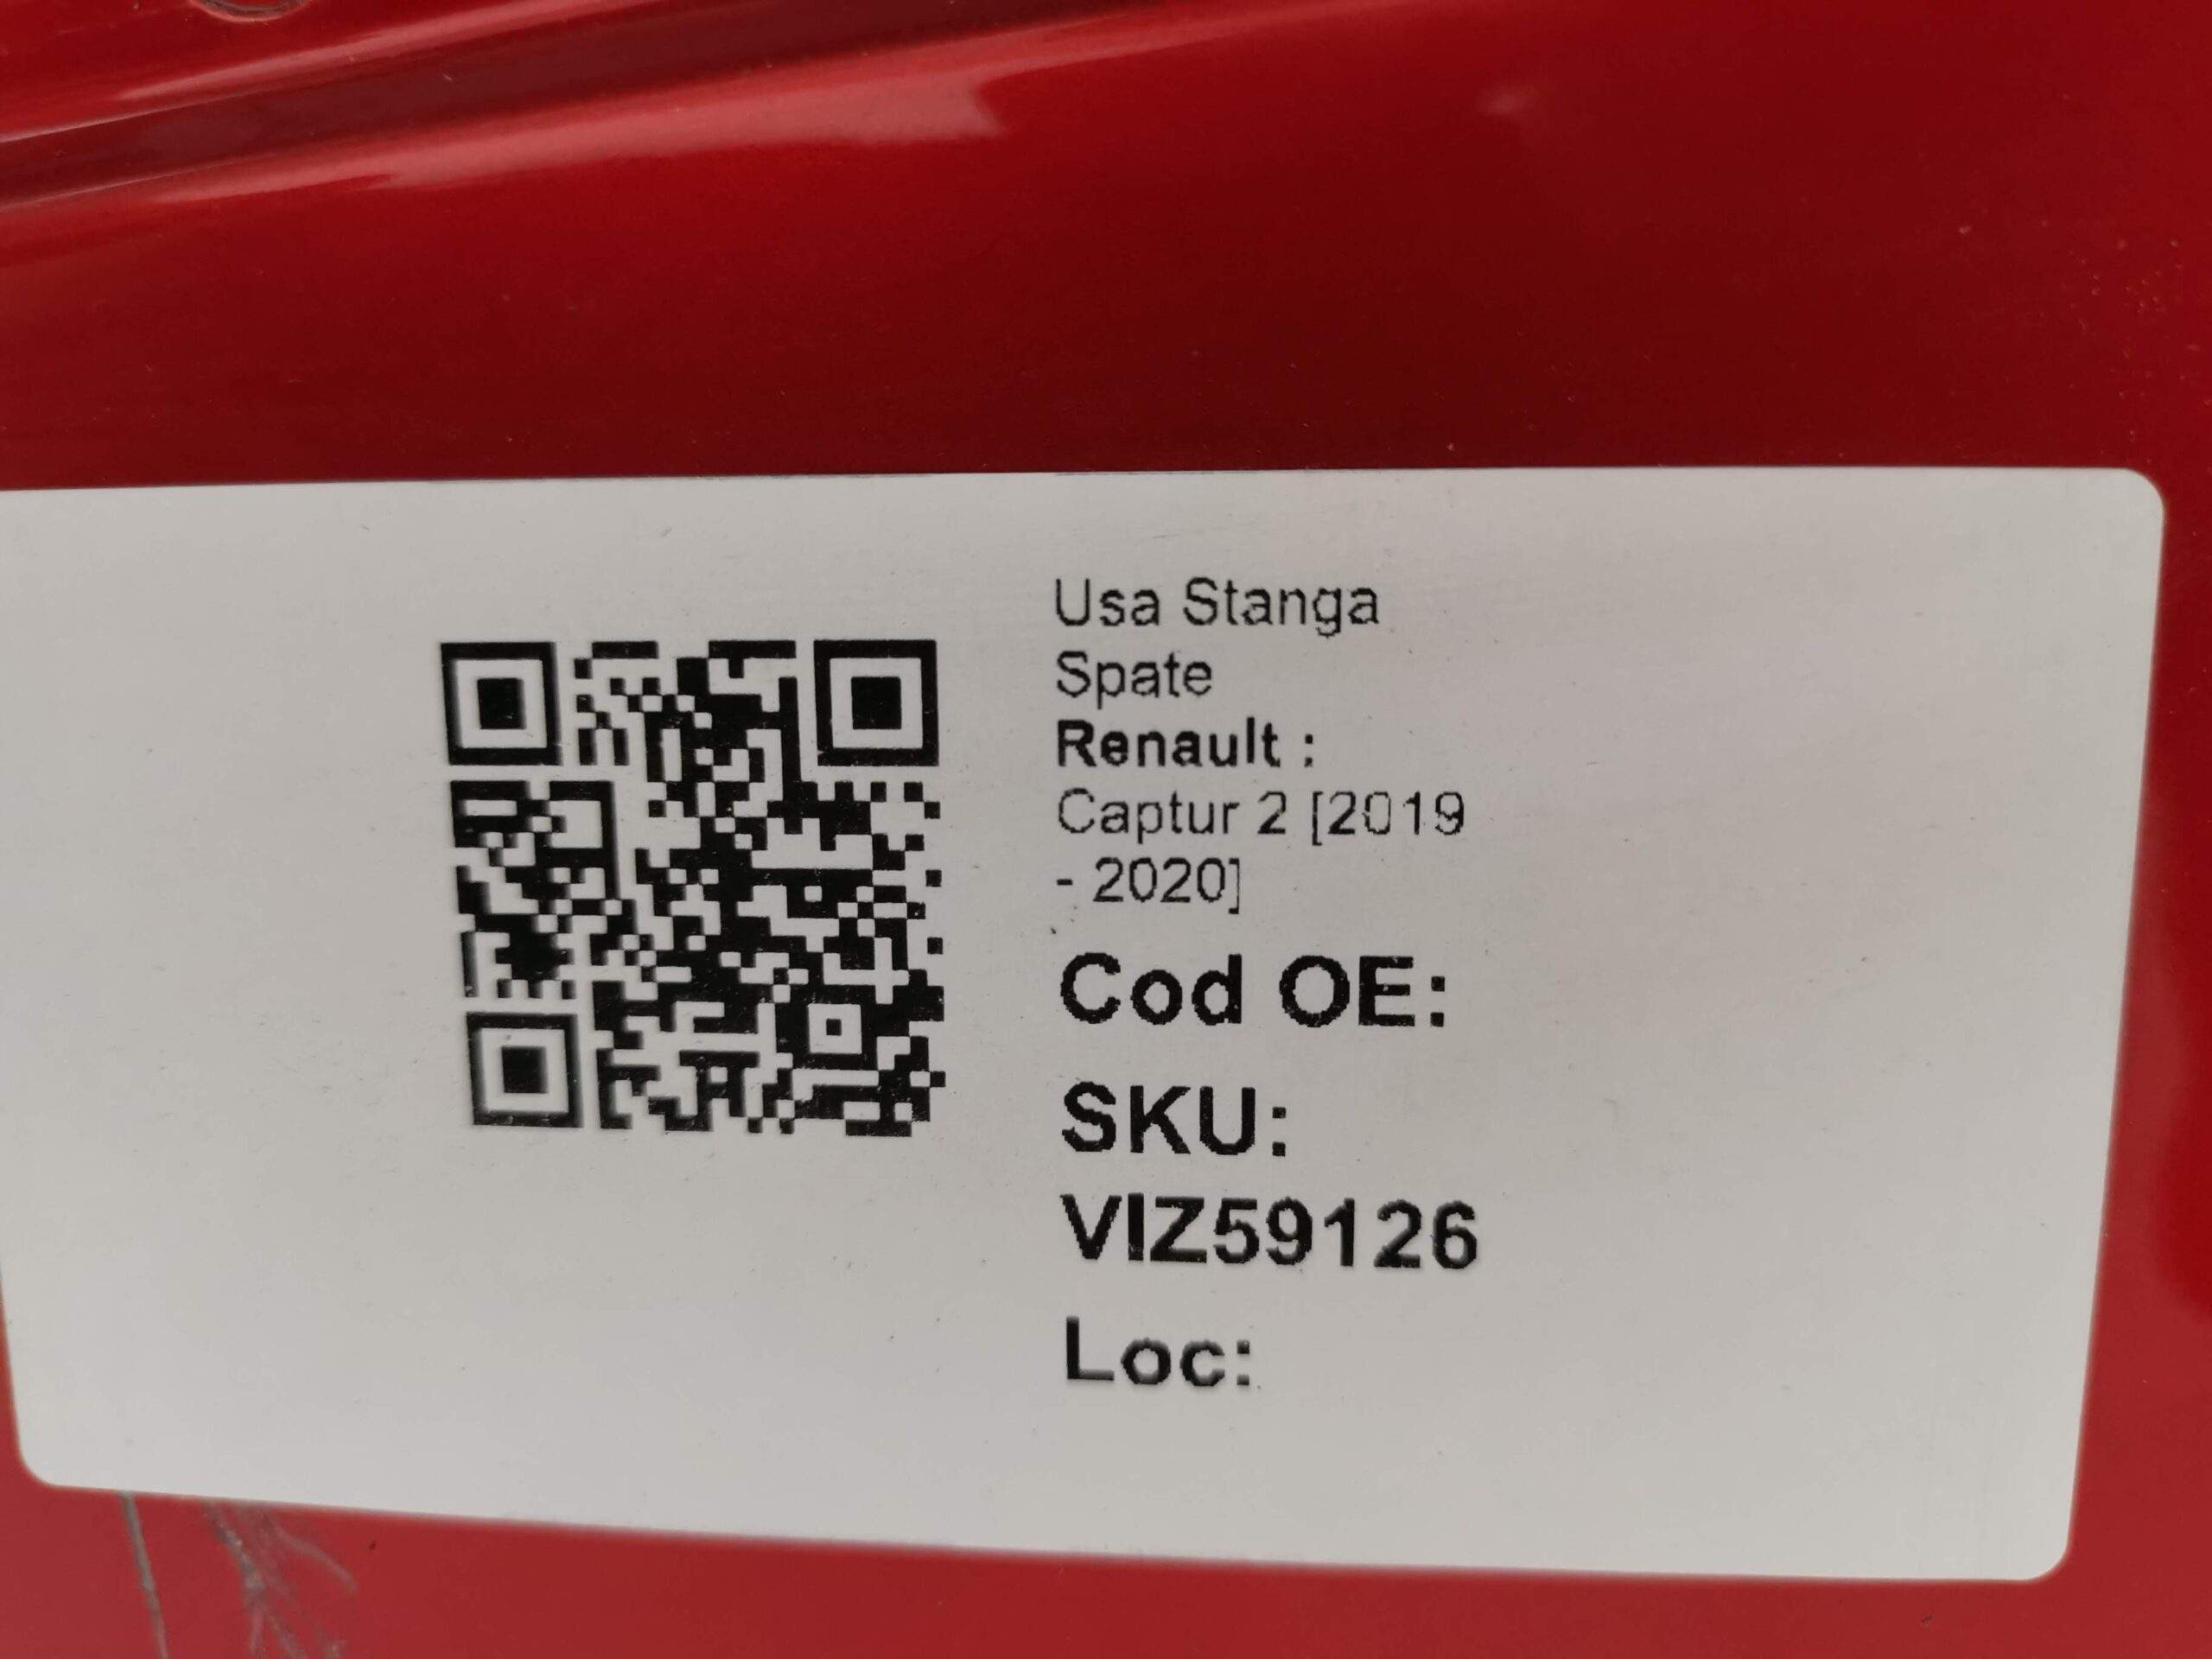 Usa Stanga
Spate
Renault :
Captur 2 [2019
- 2020]
Cod OE:
SKU:
VIZ59126
Loc: